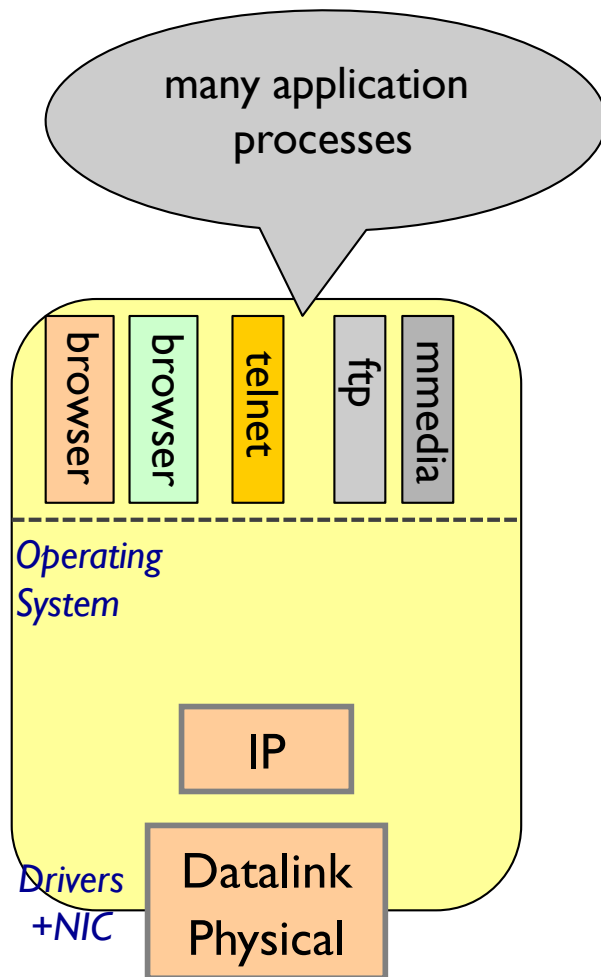 many application
processes
browser
browser
telnet
ftp
mmedia
Operating
System
IP
Datalink
Physical
Drivers
+NIC